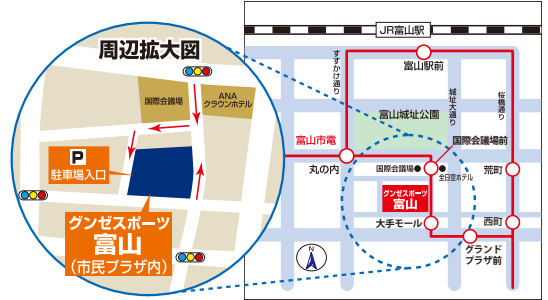 周辺拡大図
国際会議場
ANA
クラウンホテル
P
駐車場入口
グンゼスポーツ
富山
(市民プラザ内)
JR富山駅
すずかけ通り
富山駅前
城址大通り
桜橋通り
富山城址公園
富山市電
国際会議場前
丸の内
国際会議場
全日空ホテル
荒町
グンゼスポーツ
富山
大手モール
西町
グランド
プラザ前
N